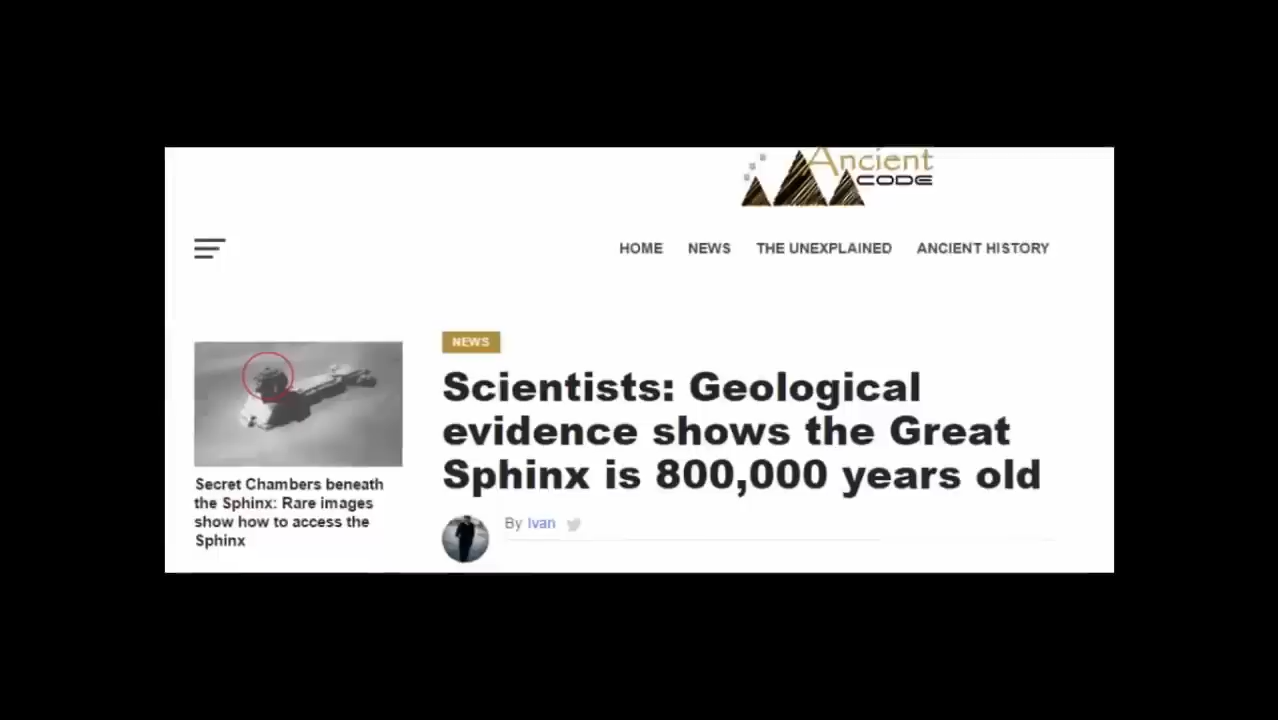 Ancient
CODE
HOME NEWS THE UNEXPLAINED ANCIENT HISTORY
NEWS
Scientists: Geological
evidence shows the Great
Sphinx is 800,000 years old
By Ivan
Secret Chambers beneath
the Sphinx: Rare images
show how to access the
Sphinx